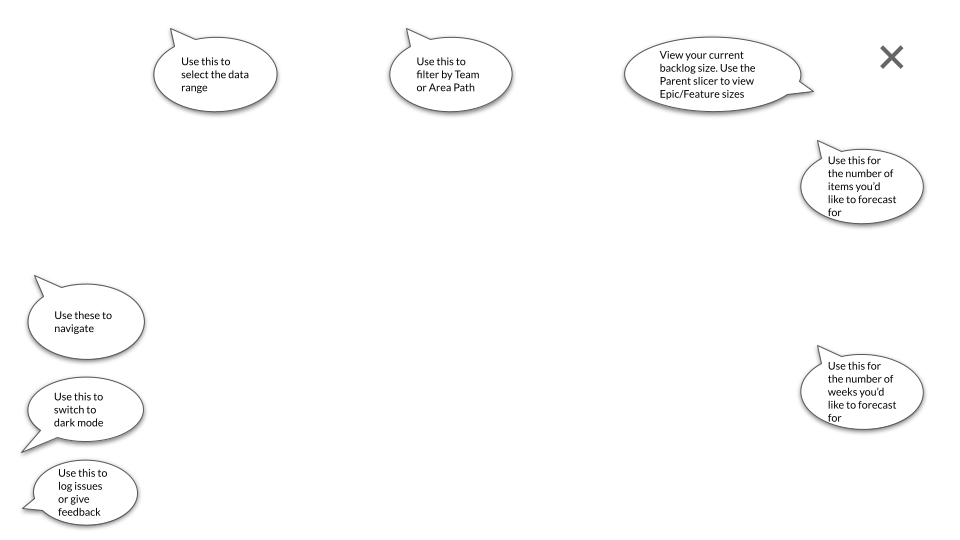 Use this to
select the data
range
Use this to
filter by Team
or Area Path
View your current
backlog size. Use the
Parent slicer to view
Epic/Feature sizes
Use this for
the number of
items you'd
like to forecast
for
Use these to
navigate
Use this to
switch to
dark mode
Use this for
the number of
weeks you'd
like to forecast
for
Use this to
log issues
or give
feedback